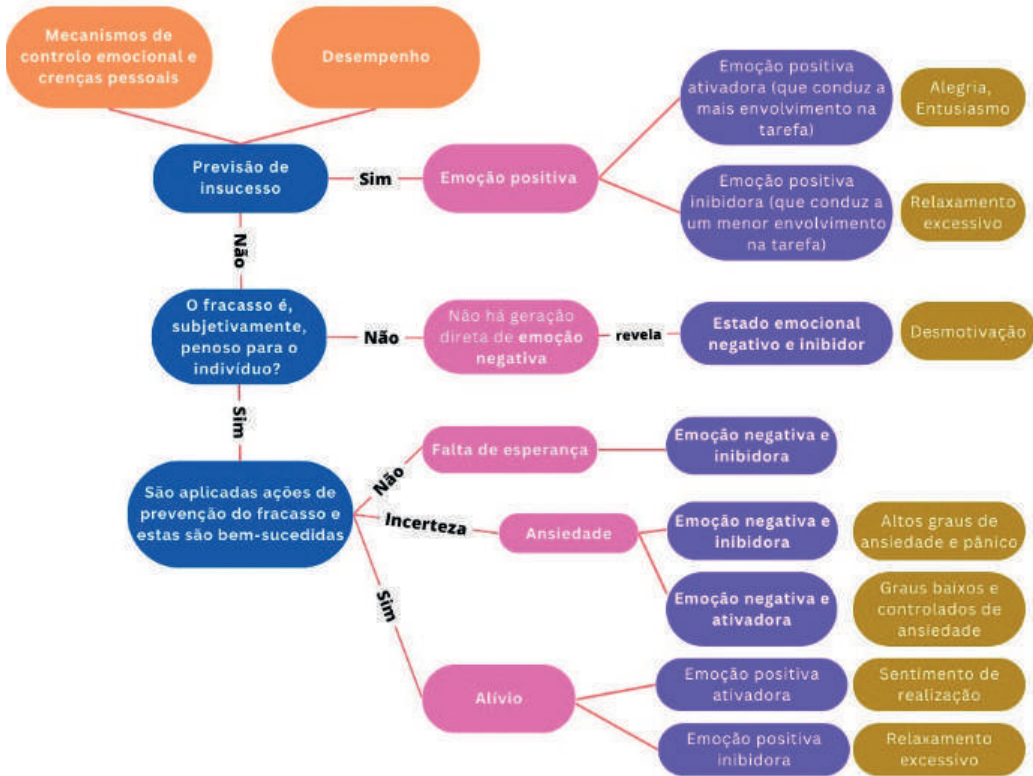 Mecanismos de
controlo emocional e
crenças pessoais
Desempenho
Previsão de
insucesso
Sim
Emoção positiva
Emoção positiva
ativadora (que conduz a
mais envolvimento na
tarefa)
Alegria,
Entusiasmo
Emoção positiva
inibidora (que conduz a
um menor envolvimento
na tarefa)
Relaxamento
excessivo
Não
O fracasso é,
subjetivamente,
penoso para o
indivíduo?
Não
Não há geração
direta de emoção
negativa
revela
Estado emocional
negativo e inibidor
Desmotivação
Sim
São aplicadas ações de
prevenção do fracasso e
estas são bem-sucedidas
Não
Falta de esperança
Emoção negativa e
inibidora
Incerteza
Ansiedade
Emoção negativa e
inibidora
Altos graus de
ansiedade e pânico
Emoção negativa e
ativadora
Graus baixos e
controlados de
ansiedade
Sim
Alívio
Emoção positiva
ativadora
Sentimento de
realização
Emoção positiva
inibidora
Relaxamento
excessivo